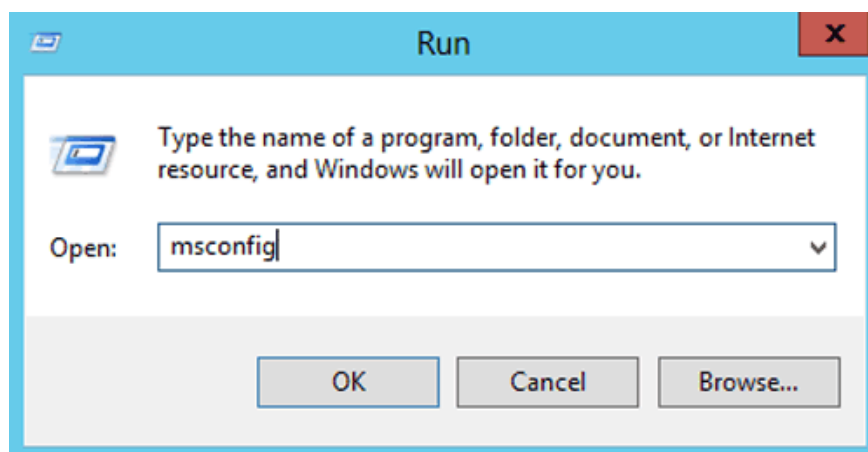 Run
x
Type the name of a program, folder, document, or Internet
resource, and Windows will open it for you.
Open: msconfig
OK Cancel Browse...